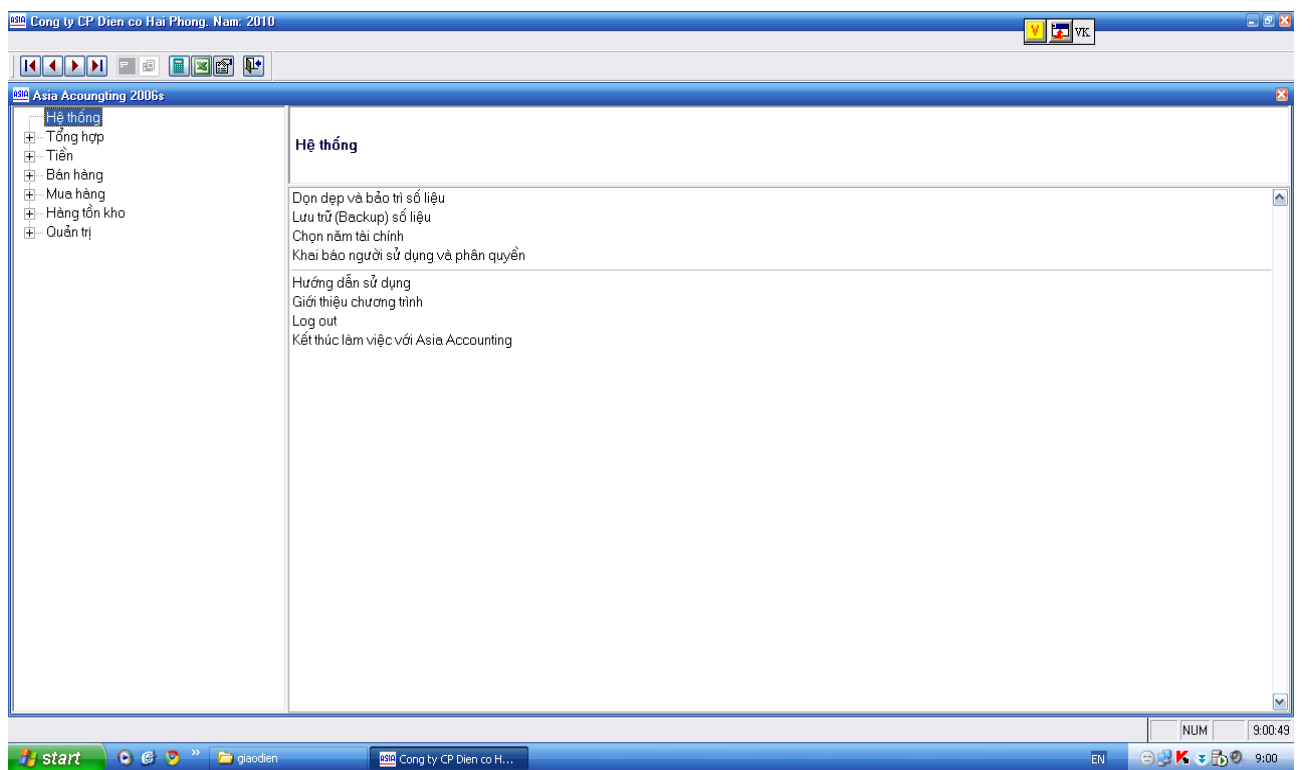 ASIA Cong ty CP Dien co Hai Phong. Nam: 2010
V VK
ASIA Asia Acoungting 2006s
Hệ thống
Tổng hợp
Tiền
Bán hàng
Mua hàng
Hàng tồn kho
Quản trị
Hệ thống
Dọn dẹp và bảo trì số liệu
Lưu trữ (Backup) số liệu
Chọn năm tài chính
Khai báo người sử dụng và phân quyền
Hướng dẫn sử dụng
Giới thiệu chương trình
Log out
Kết thúc làm việc với Asia Accounting
NUM 9:00:49
start giaodien ASIA Cong ty CP Dien co H... EN 9:00